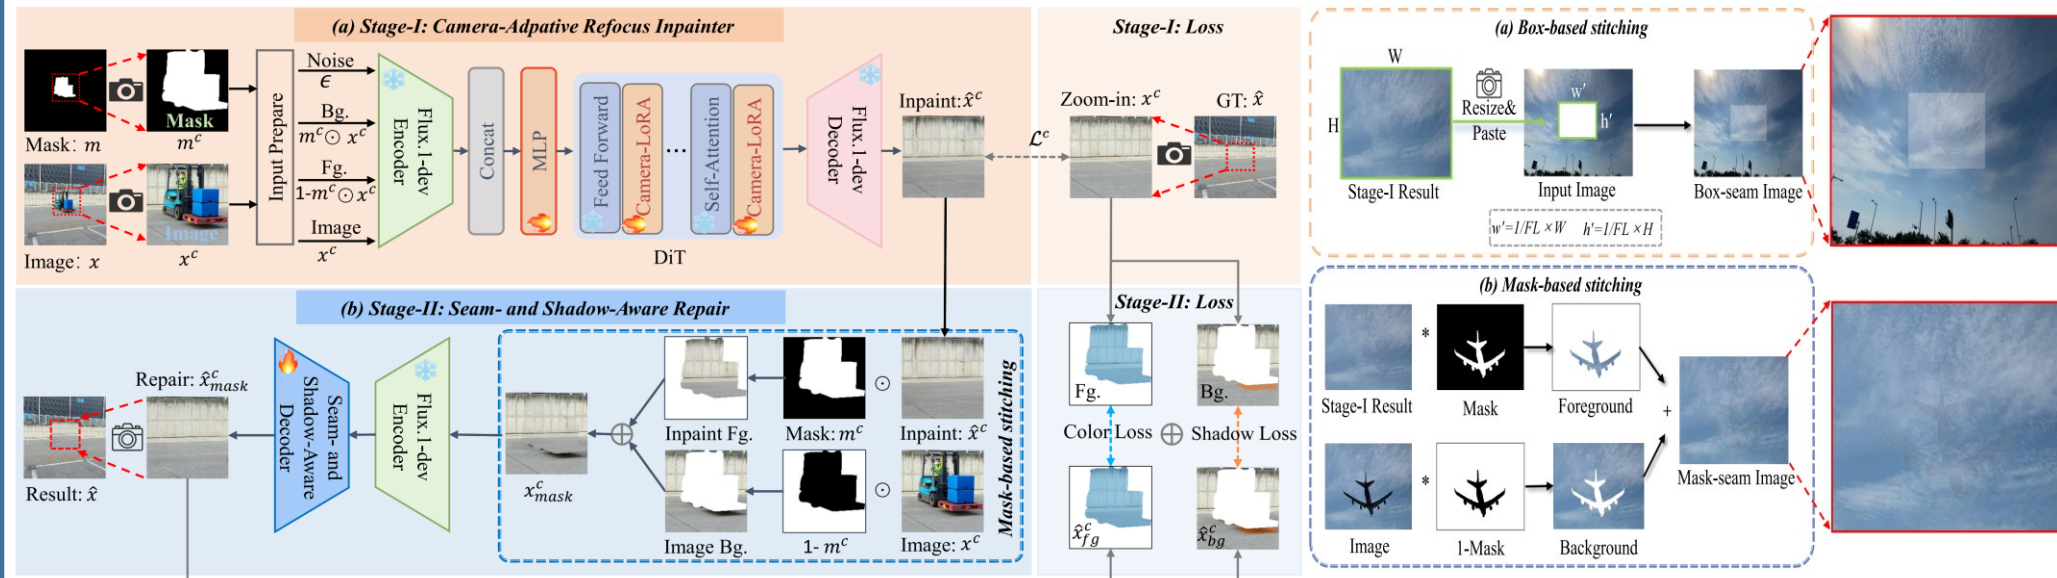 (a) Stage-I: Camera-Adpative Refocus Inpainter
Mask: m
Mask
m^c
Image: x
Image
x^c
Input Prepare
Noise
ϵ
Bg.
m^c ⊙ x^c
Fg.
1-m^c ⊙ x^c
Image
x^c
Flux.1-dev
Encoder
Concat
MLP
Feed Forward
Camera-LoRA
...
Self-Attention
Camera-LoRA
DiT
Flux.1-dev
Decoder
Inpaint: x̂^c
Stage-I: Loss
ℒ^c
Zoom-in: x^c
GT: x̂
(b) Stage-II: Seam- and Shadow-Aware Repair
Result: x̂
Repair: x̂^c_mask
Seam- and
Shadow-Aware
Decoder
Flux.1-dev
Encoder
x^c_mask
Inpaint Fg.
Mask: m^c
⊙
Inpaint: x̂^c
Image Bg.
1- m^c
⊙
Image: x^c
Mask-based stitching
Stage-II: Loss
Fg.
Bg.
Color Loss ⊕ Shadow Loss
x̂^c_fg
x̂^c_bg
(a) Box-based stitching
W
H
Stage-I Result
Resize&
Paste
w'
h'
Input Image
Box-seam Image
w'=1/FL ×W h'=1/FL ×H
(b) Mask-based stitching
*
Stage-I Result
Mask
Foreground
+
Mask-seam Image
*
Image
1-Mask
Background